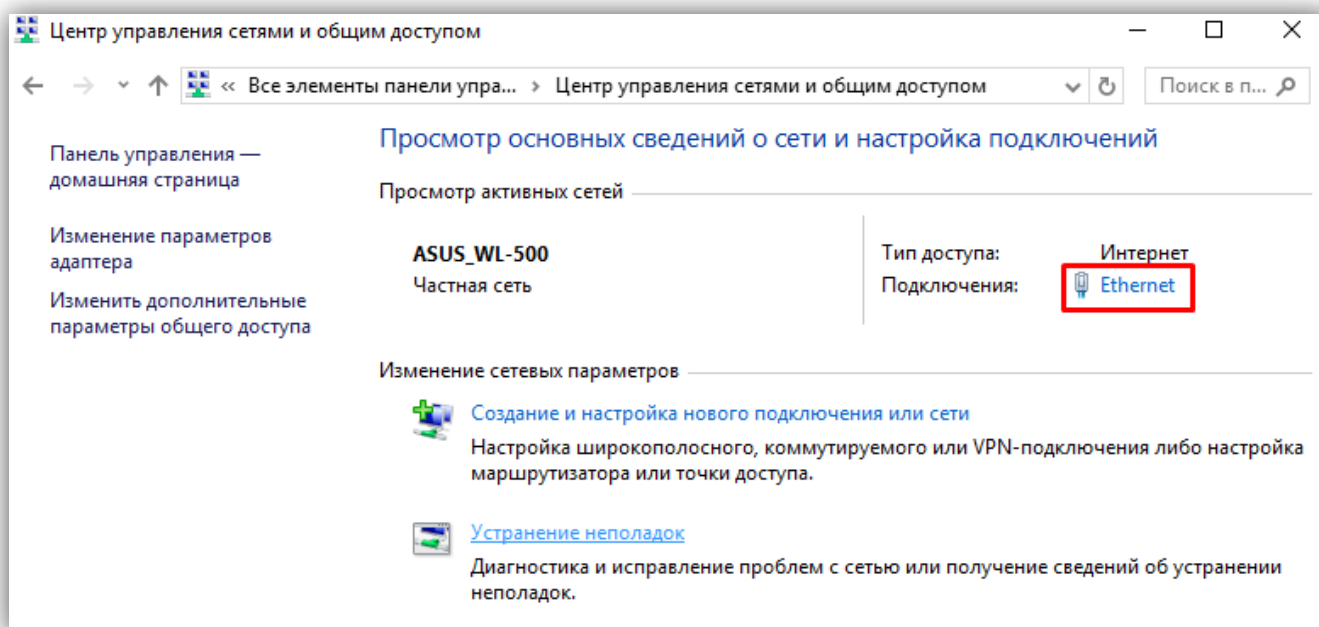 Центр управления сетями и общим доступом
« Все элементы панели упра... › Центр управления сетями и общим доступом
Поиск в п...
Панель управления —
домашняя страница
Изменение параметров
адаптера
Изменить дополнительные
параметры общего доступа
Просмотр основных сведений о сети и настройка подключений
Просмотр активных сетей
ASUS_WL-500
Частная сеть
Тип доступа: Интернет
Подключения: Ethernet
Изменение сетевых параметров
Создание и настройка нового подключения или сети
Настройка широкополосного, коммутируемого или VPN-подключения либо настройка
маршрутизатора или точки доступа.
Устранение неполадок
Диагностика и исправление проблем с сетью или получение сведений об устранении
неполадок.